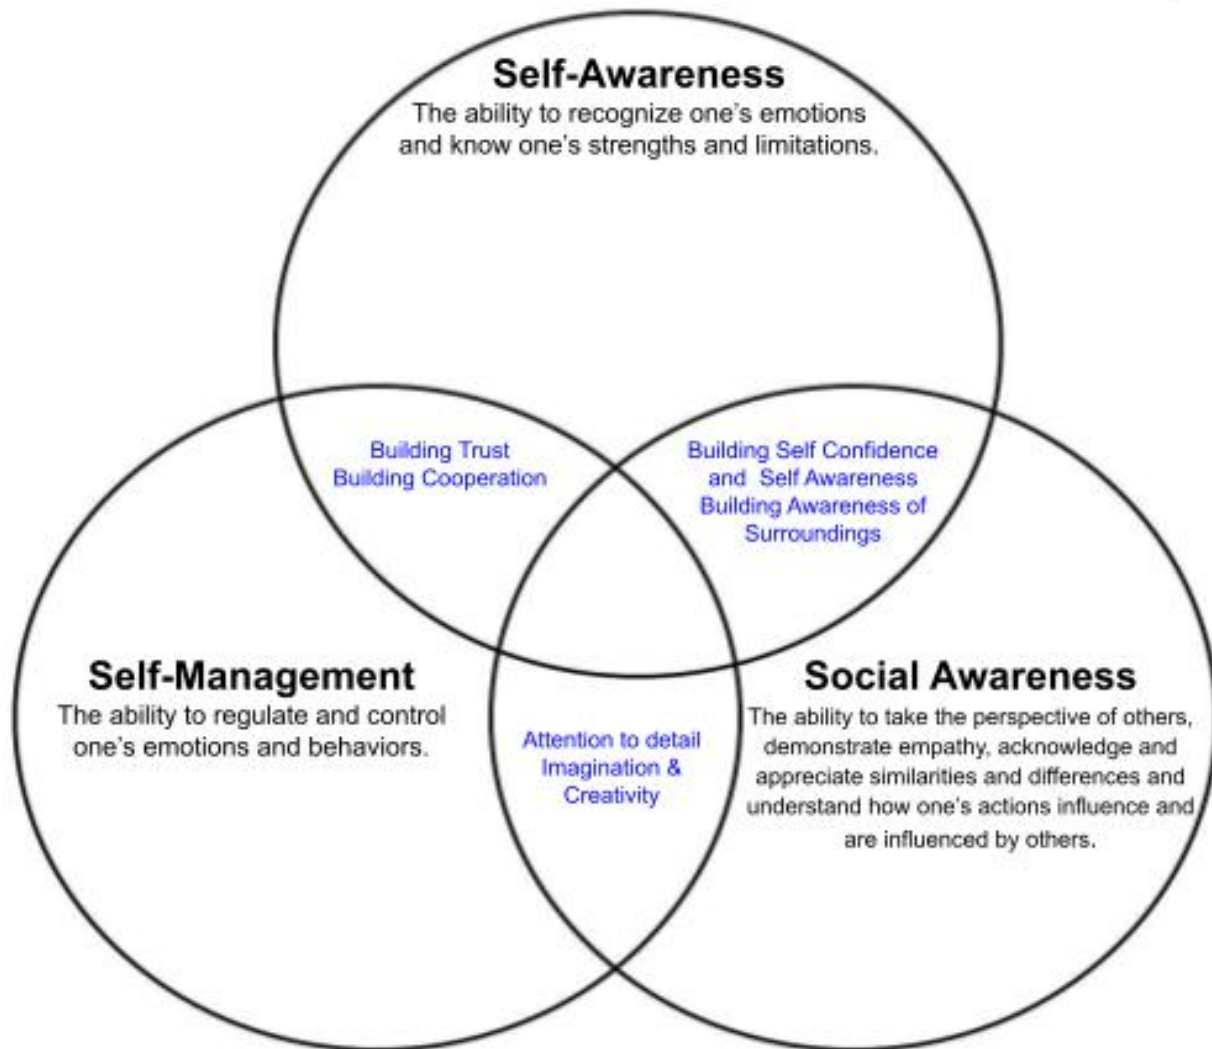 Self-Awareness
The ability to recognize one's emotions
and know one's strengths and limitations.
Building Trust
Building Cooperation
Building Self Confidence
and Self Awareness
Building Awareness of
Surroundings
Self-Management
The ability to regulate and control
one's emotions and behaviors.
Attention to detail
Imagination &
Creativity
Social Awareness
The ability to take the perspective of others,
demonstrate empathy, acknowledge and
appreciate similarities and differences and
understand how one's actions influence and
are influenced by others.